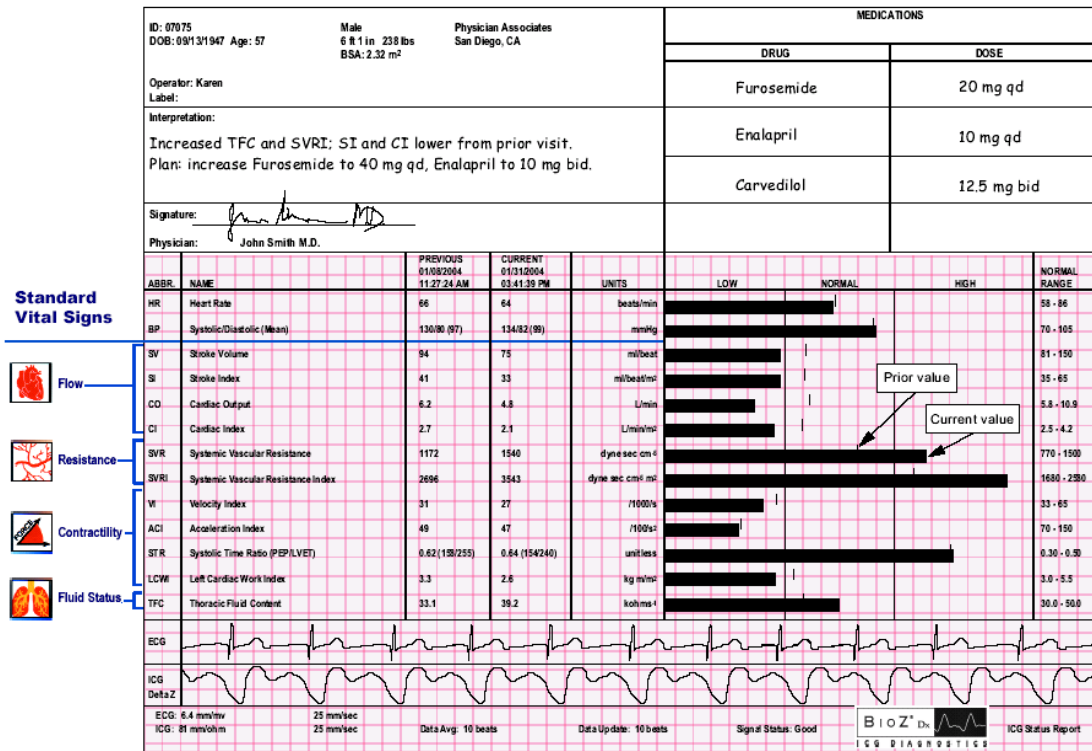 ID: 07075 Male Physician Associates
DOB: 09/13/1947 Age: 57 6 ft 1 in 238 lbs San Diego, CA
BSA: 2.32 m²
Operator: Karen
Label:
MEDICATIONS
DRUG DOSE
Furosemide 20 mg qd
Enalapril 10 mg qd
Carvedilol 12.5 mg bid
Interpretation:
Increased TFC and SVRI; SI and CI lower from prior visit.
Plan: increase Furosemide to 40 mg qd, Enalapril to 10 mg bid.
Signature:
Physician: John Smith M.D.
PREVIOUS CURRENT
01/08/2004 01/31/2004 NORMAL
ABBR. NAME 11:27:24 AM 03:41:39 PM UNITS LOW NORMAL HIGH RANGE
Standard
Vital Signs
HR Heart Rate 66 64 beats/min 58 - 86
BP Systolic/Diastolic (Mean) 130/80 (97) 134/82 (99) mmHg 70 - 105
Flow
SV Stroke Volume 94 75 ml/beat 81 - 150
SI Stroke Index 41 33 ml/beat/m² 35 - 65
CO Cardiac Output 6.2 4.8 L/min 5.8 - 10.9
CI Cardiac Index 2.7 2.1 L/min/m² 2.5 - 4.2
Prior value
Current value
Resistance
SVR Systemic Vascular Resistance 1172 1540 dyne sec cm 770 - 1500
SVRI Systemic Vascular Resistance Index 2696 3543 dyne sec cm m² 1680 - 2580
Contractility
VI Velocity Index 31 27 /1000/s 33 - 65
ACI Acceleration Index 49 47 /100/s² 70 - 150
STR Systolic Time Ratio (PEP/LVET) 0.62 (158/255) 0.64 (154/240) unitless 0.30 - 0.50
LCWI Left Cardiac Work Index 3.3 2.6 kg m/m² 3.0 - 5.5
FORCE
Fluid Status
TFC Thoracic Fluid Content 33.1 39.2 kohms 30.0 - 50.0
ECG
ICG
Delta Z
ECG: 6.4 mm/mv 25 mm/sec
ICG: 81 mm/ohm 25 mm/sec Data Avg: 10 beats Data Update: 10 beats Signal Status: Good BIOZ Dx ICG Status Report
ICG DIAGNOSTICS